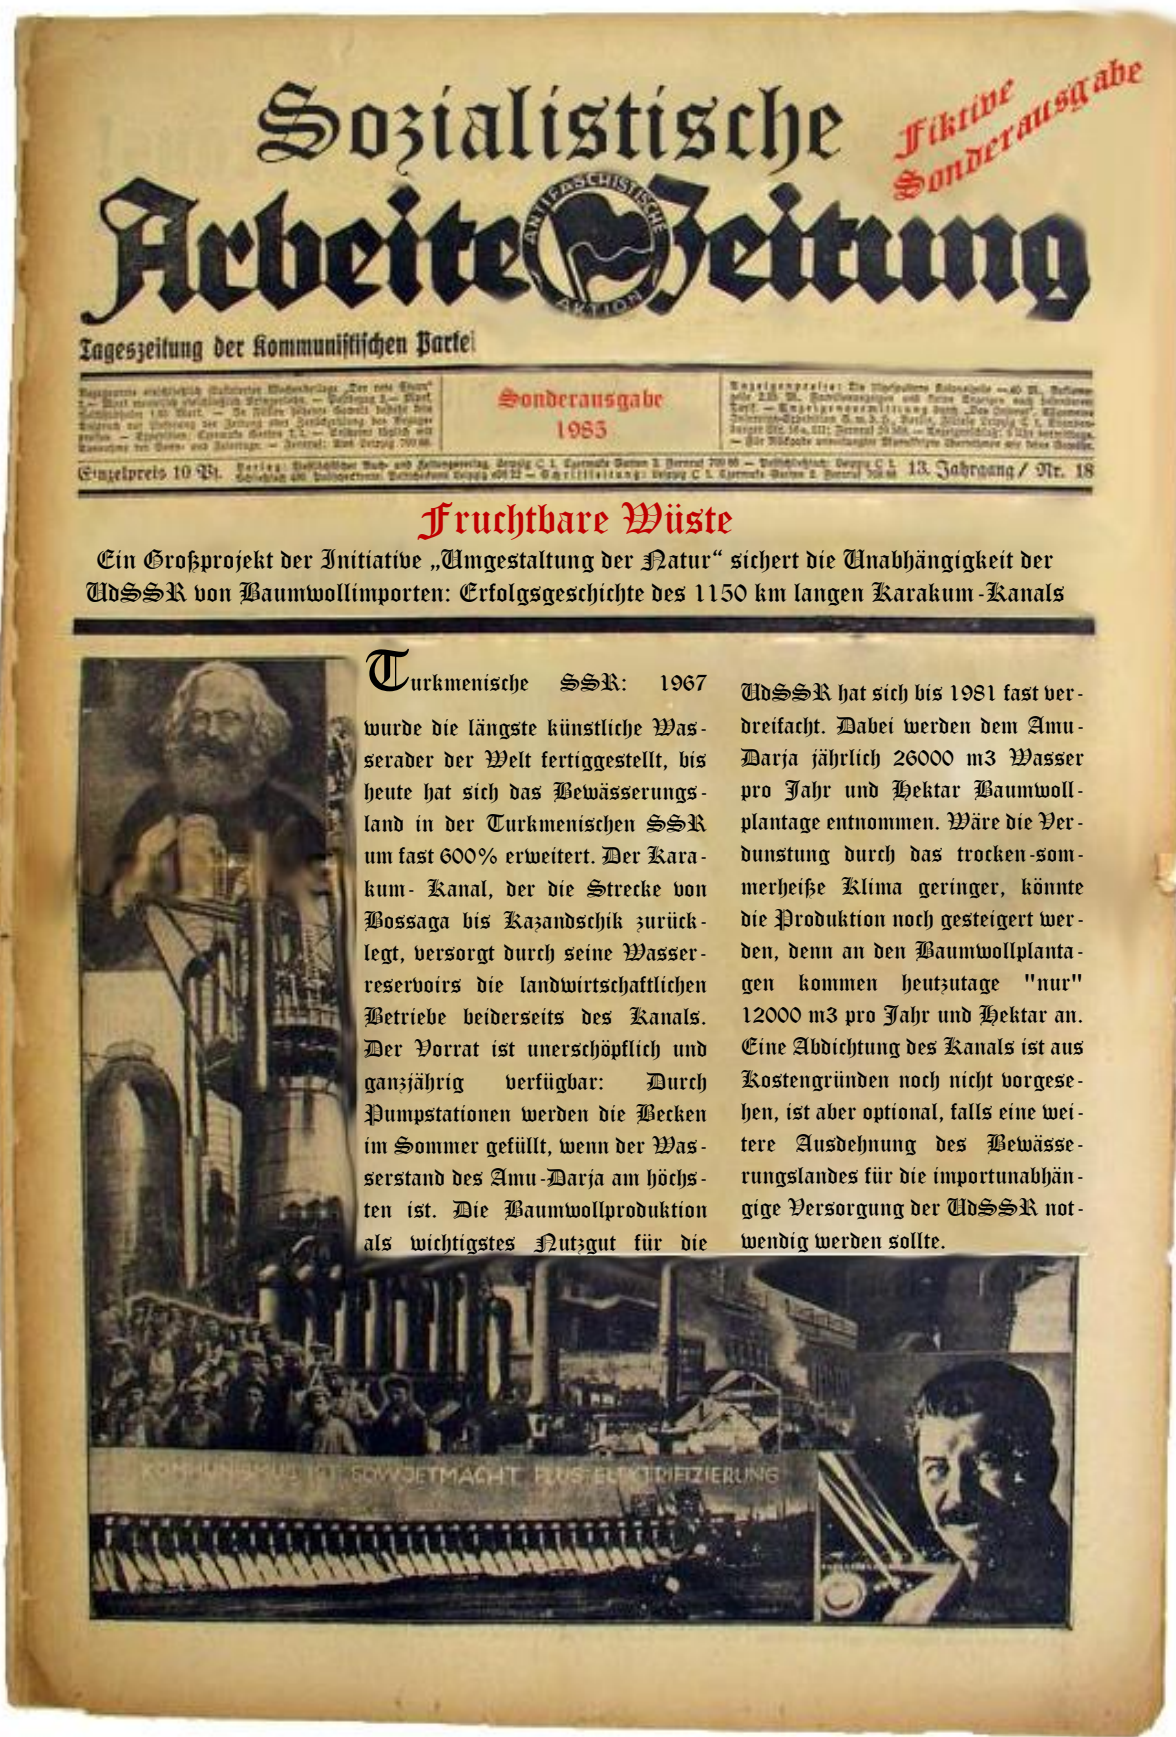 Sozialistische
Fiktive
Sonderausgabe
Arbeite Zeitung
ANTIFASCHISTISCHE
AKTION
Tageszeitung der Kommunistischen Partei
Sonderausgabe
1985
Einzelpreis 10 Pf.
13. Jahrgang / Nr. 18
Fruchtbare Wüste
Ein Großprojekt der Initiative „Umgestaltung der Natur“ sichert die Unabhängigkeit der
UdSSR von Baumwollimporten: Erfolgsgeschichte des 1150 km langen Karakum-Kanals
Turkmenische SSR: 1967
wurde die längste künstliche Was-
serader der Welt fertiggestellt, bis
heute hat sich das Bewässerungs-
land in der Turkmenischen SSR
um fast 600% erweitert. Der Kara-
kum- Kanal, der die Strecke von
Bossaga bis Kazandschik zurück-
legt, versorgt durch seine Wasser-
reservoirs die landwirtschaftlichen
Betriebe beiderseits des Kanals.
Der Vorrat ist unerschöpflich und
ganzjährig verfügbar: Durch
Pumpstationen werden die Becken
im Sommer gefüllt, wenn der Was-
serstand des Amu-Darja am höchs-
ten ist. Die Baumwollproduktion
als wichtigstes Nutzgut für die
UdSSR hat sich bis 1981 fast ver-
dreifacht. Dabei werden dem Amu-
Darja jährlich 26000 m3 Wasser
pro Jahr und Hektar Baumwoll-
plantage entnommen. Wäre die Ver-
dunstung durch das trocken-som-
merheiße Klima geringer, könnte
die Produktion noch gesteigert wer-
den, denn an den Baumwollplanta-
gen kommen heutzutage "nur"
12000 m3 pro Jahr und Hektar an.
Eine Abdichtung des Kanals ist aus
Kostengründen noch nicht vorgese-
hen, ist aber optional, falls eine wei-
tere Ausdehnung des Bewässe-
rungslandes für die importunabhän-
gige Versorgung der UdSSR not-
wendig werden sollte.
KOMMUNISMUS IST SOWJETMACHT PLUS ELEKTRIFIZIERUNG